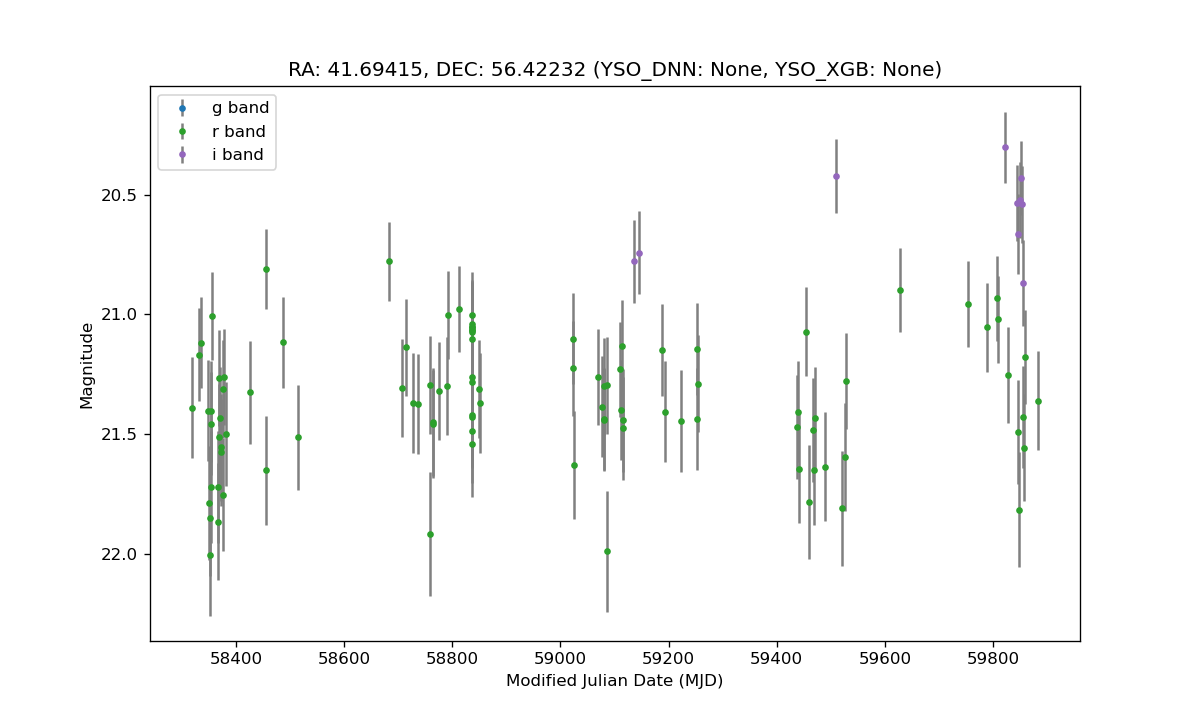 RA: 41.69415, DEC: 56.42232 (YSO_DNN: None, YSO_XGB: None)
g band
r band
i band
20.5
21.0
21.5
22.0
Magnitude
58400 58600 58800 59000 59200 59400 59600 59800
Modified Julian Date (MJD)